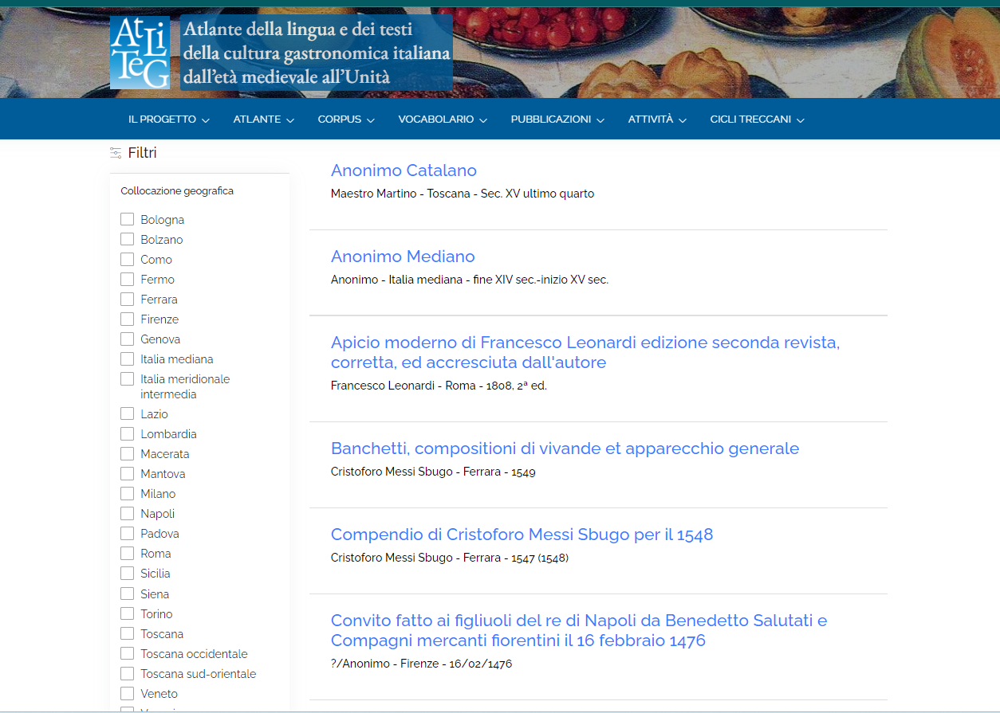 At Li
TeG
Atlante della lingua e dei testi
della cultura gastronomica italiana
dall'età medievale all'Unità
IL PROGETTO ATLANTE CORPUS VOCABOLARIO PUBBLICAZIONI ATTIVITÀ CICLI TRECCANI
Filtri
Collocazione geografica
Bologna
Bolzano
Como
Fermo
Ferrara
Firenze
Genova
Italia mediana
Italia meridionale
intermedia
Lazio
Lombardia
Macerata
Mantova
Milano
Napoli
Padova
Roma
Sicilia
Siena
Torino
Toscana
Toscana occidentale
Toscana sud-orientale
Veneto
Anonimo Catalano
Maestro Martino - Toscana - Sec. XV ultimo quarto
Anonimo Mediano
Anonimo - Italia mediana - fine XIV sec.-inizio XV sec.
Apicio moderno di Francesco Leonardi edizione seconda revista,
corretta, ed accresciuta dall'autore
Francesco Leonardi - Roma - 1808, 2ª ed.
Banchetti, compositioni di vivande et apparecchio generale
Cristoforo Messi Sbugo - Ferrara - 1549
Compendio di Cristoforo Messi Sbugo per il 1548
Cristoforo Messi Sbugo - Ferrara - 1547 (1548)
Convito fatto ai figliuoli del re di Napoli da Benedetto Salutati e
Compagni mercanti fiorentini il 16 febbraio 1476
?/Anonimo - Firenze - 16/02/1476